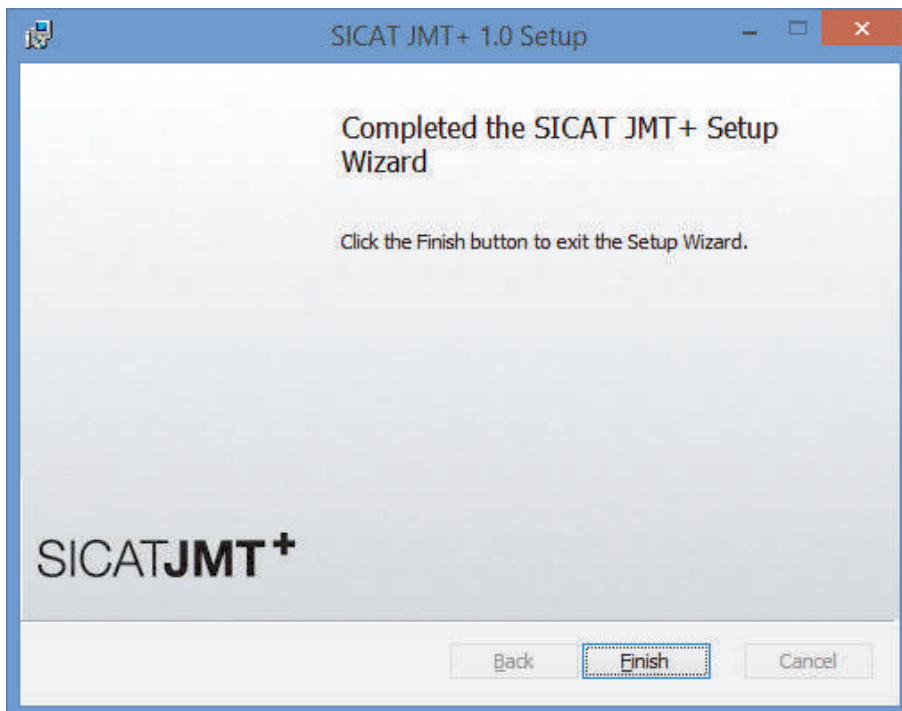 SICAT JMT+ 1.0 Setup
Completed the SICAT JMT+ Setup
Wizard
Click the Finish button to exit the Setup Wizard.
SICATJMT+
Back Finish Cancel